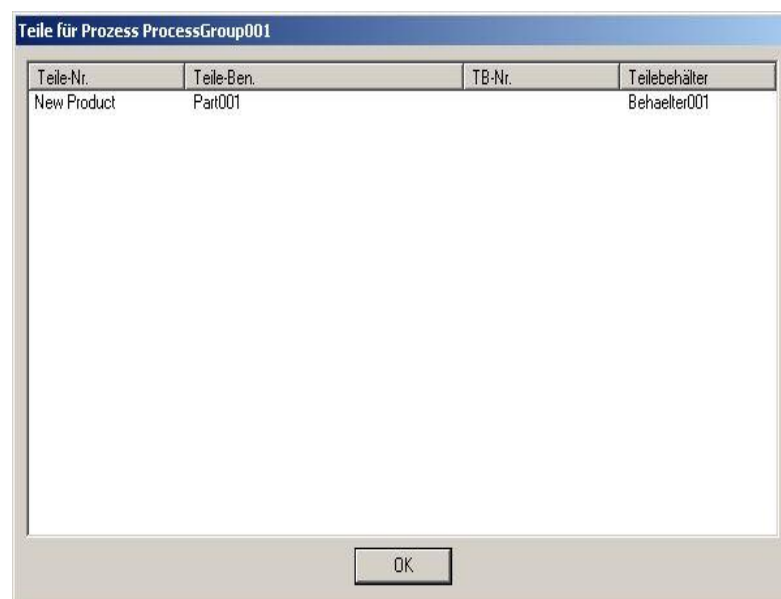 Teile für Prozess ProcessGroup001
Teile-Nr. Teile-Ben. TB-Nr. Teilebehälter
New Product Part001 Behaelter001
OK